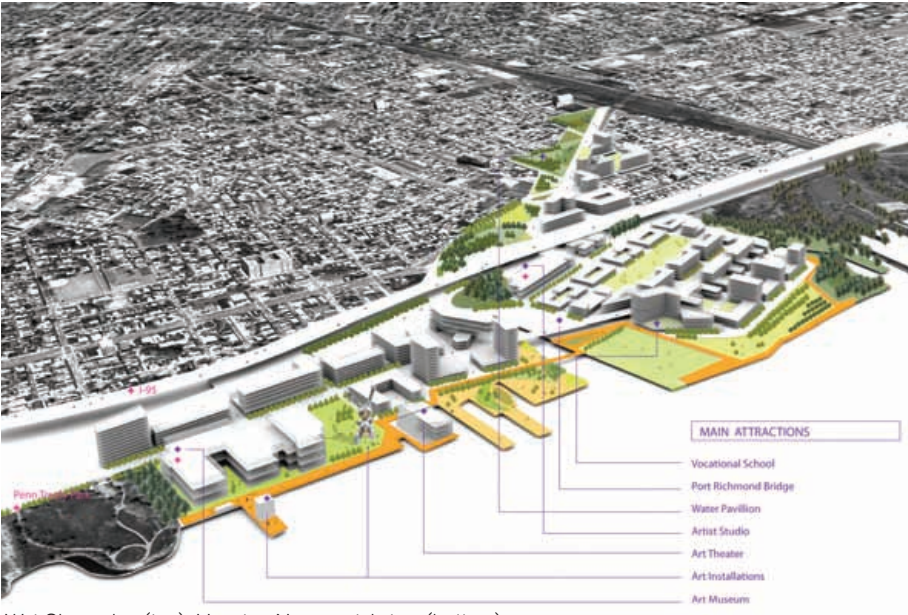 I-95
Penn Treaty Park
MAIN ATTRACTIONS
Vocational School
Port Richmond Bridge
Water Pavillion
Artist Studio
Art Theater
Art Installations
Art Museum